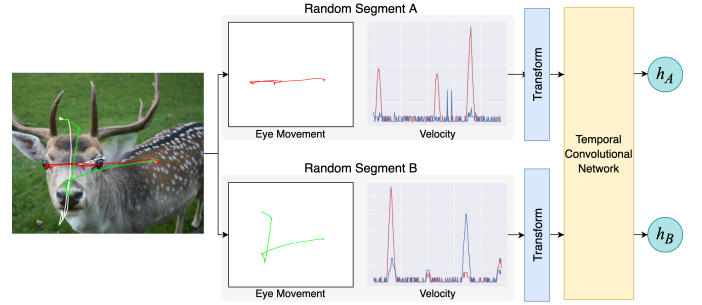 Random Segment A
Eye Movement
Velocity
Transform
h_A
Temporal
Convolutional
Network
Random Segment B
Eye Movement
Velocity
Transform
h_B